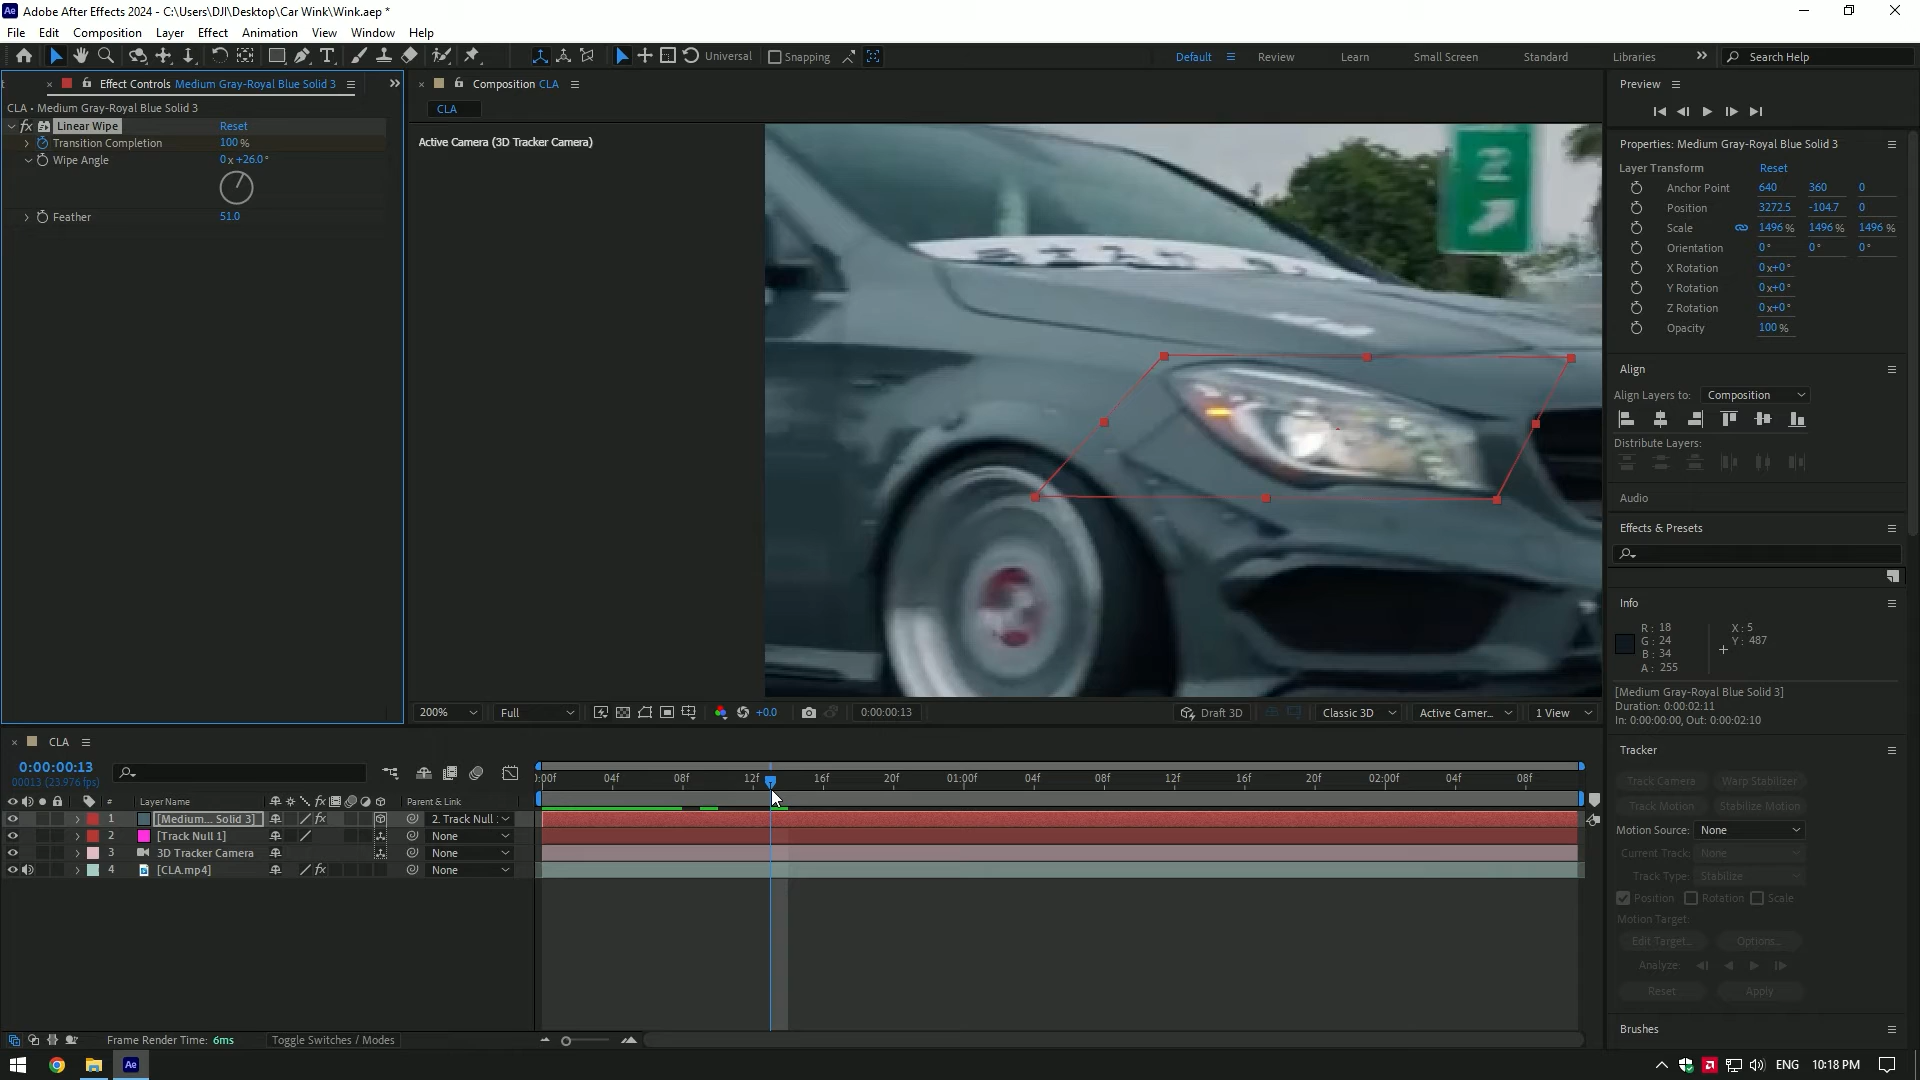 Adobe After Effects 2024 - C:\Users\DJI\Desktop\Car Wink\Wink.aep *
File Edit Composition Layer Effect Animation View Window Help
Universal Snapping Default Review Learn Small Screen Standard Libraries Search Help
Effect Controls Medium Gray-Royal Blue Solid 3
CLA • Medium Gray-Royal Blue Solid 3
fx Linear Wipe Reset
Transition Completion 100 %
Wipe Angle 0 x +26.0 °
Feather 51.0
Composition CLA
CLA
Active Camera (3D Tracker Camera)
2
200% Full +0.0 0:00:00:13 Draft 3D Classic 3D Active Camer... 1 View
Preview
Properties: Medium Gray-Royal Blue Solid 3
Layer Transform Reset
Anchor Point 640 360 0
Position 3272.5 -104.7 0
Scale 1496 % 1496 % 1496 %
Orientation 0 ° 0 ° 0 °
X Rotation 0 x+0 °
Y Rotation 0 x+0 °
Z Rotation 0 x+0 °
Opacity 100 %
Align
Align Layers to: Composition
Distribute Layers:
Audio
Effects & Presets
Info
R : 18
G : 24
B : 34
A : 255
X : 5
Y : 487
[Medium Gray-Royal Blue Solid 3]
Duration: 0:00:02:11
In: 0:00:00:00, Out: 0:00:02:10
Tracker
Track Camera Warp Stabilizer
Track Motion Stabilize Motion
Motion Source: None
Current Track: None
Track Type: Stabilize
Position Rotation Scale
Motion Target:
Edit Target... Options...
Analyze:
Reset Apply
Brushes
CLA
0:00:00:13
00013 (23.976 fps)
):00f 04f 08f 12f 16f 20f 01:00f 04f 08f 12f 16f 20f 02:00f 04f 08f
# Layer Name fx Parent & Link
1 [Medium... Solid 3] fx 2. Track Null :
2 [Track Null 1] None
3 3D Tracker Camera None
4 [CLA.mp4] fx None
Frame Render Time: 6ms Toggle Switches / Modes
Ae ENG 10:18 PM